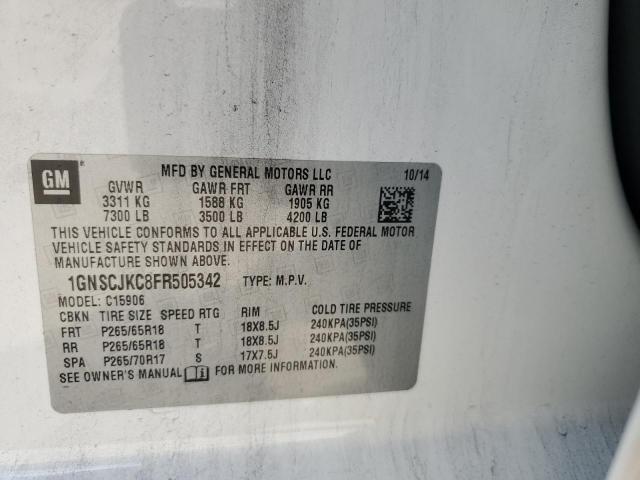 GM
®
MFD BY GENERAL MOTORS LLC 10/14
GVWR GAWR FRT GAWR RR
3311 KG 1588 KG 1905 KG
7300 LB 3500 LB 4200 LB
THIS VEHICLE CONFORMS TO ALL APPLICABLE U.S. FEDERAL MOTOR
VEHICLE SAFETY STANDARDS IN EFFECT ON THE DATE OF
MANUFACTURE SHOWN ABOVE.
1GNSCJKC8FR505342 TYPE: M.P.V.
MODEL: C15906
CBKN TIRE SIZE SPEED RTG RIM COLD TIRE PRESSURE
FRT P265/65R18 T 18X8.5J 240KPA(35PSI)
RR P265/65R18 T 18X8.5J 240KPA(35PSI)
SPA P265/70R17 S 17X7.5J 240KPA(35PSI)
SEE OWNER'S MANUAL FOR MORE INFORMATION.